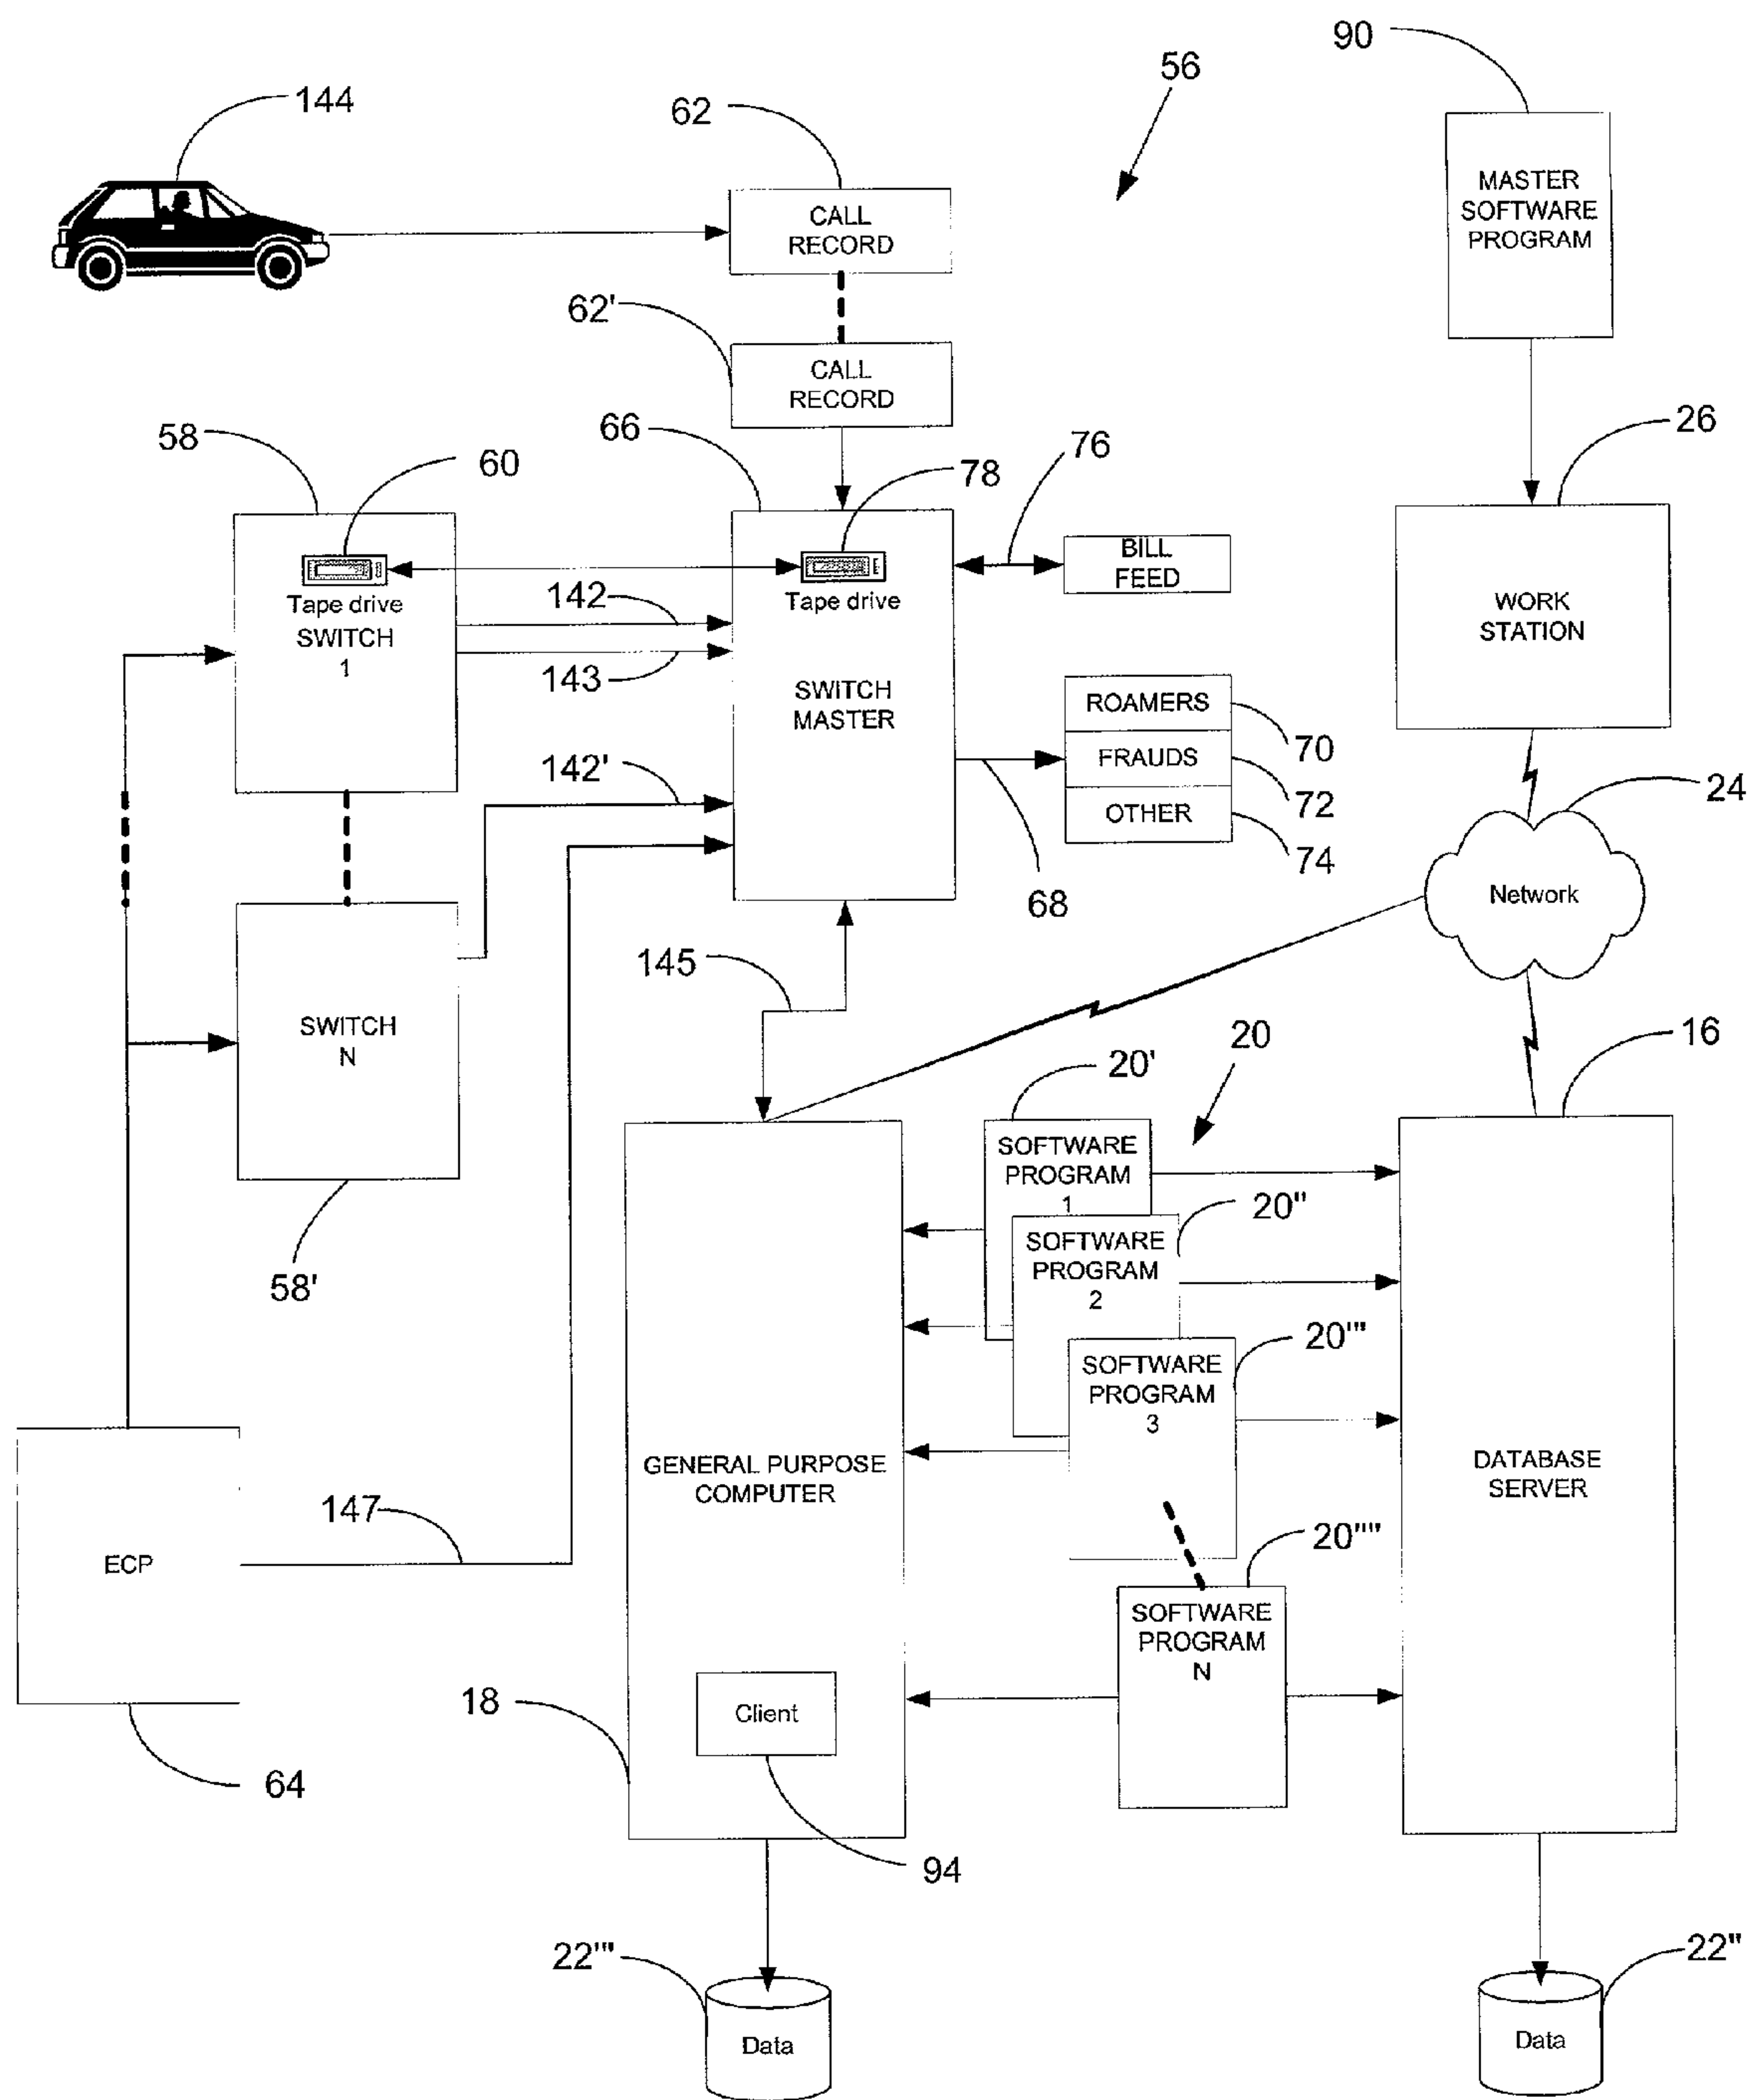 90
56
144
62
MASTER
SOFTWARE
PROGRAM
CALL
RECORD
62'
CALL
RECORD
26
58
66
76
60
78
BILL
FEED
Tape drive
142
Tape drive
WORK
STATION
SWITCH
1
143
SWITCH
MASTER
ROAMERS
70
FRAUDS
142'
72
24
OTHER
74
Network
68
145
SWITCH
N
20
16
20'
SOFTWARE
PROGRAM
1
20"
SOFTWARE
PROGRAM
2
58'
20'"
SOFTWARE
PROGRAM
3
GENERAL PURPOSE
COMPUTER
DATABASE
SERVER
147
20""
ECP
SOFTWARE
PROGRAM
N
18
Client
64
94
22'"
22"
Data
Data